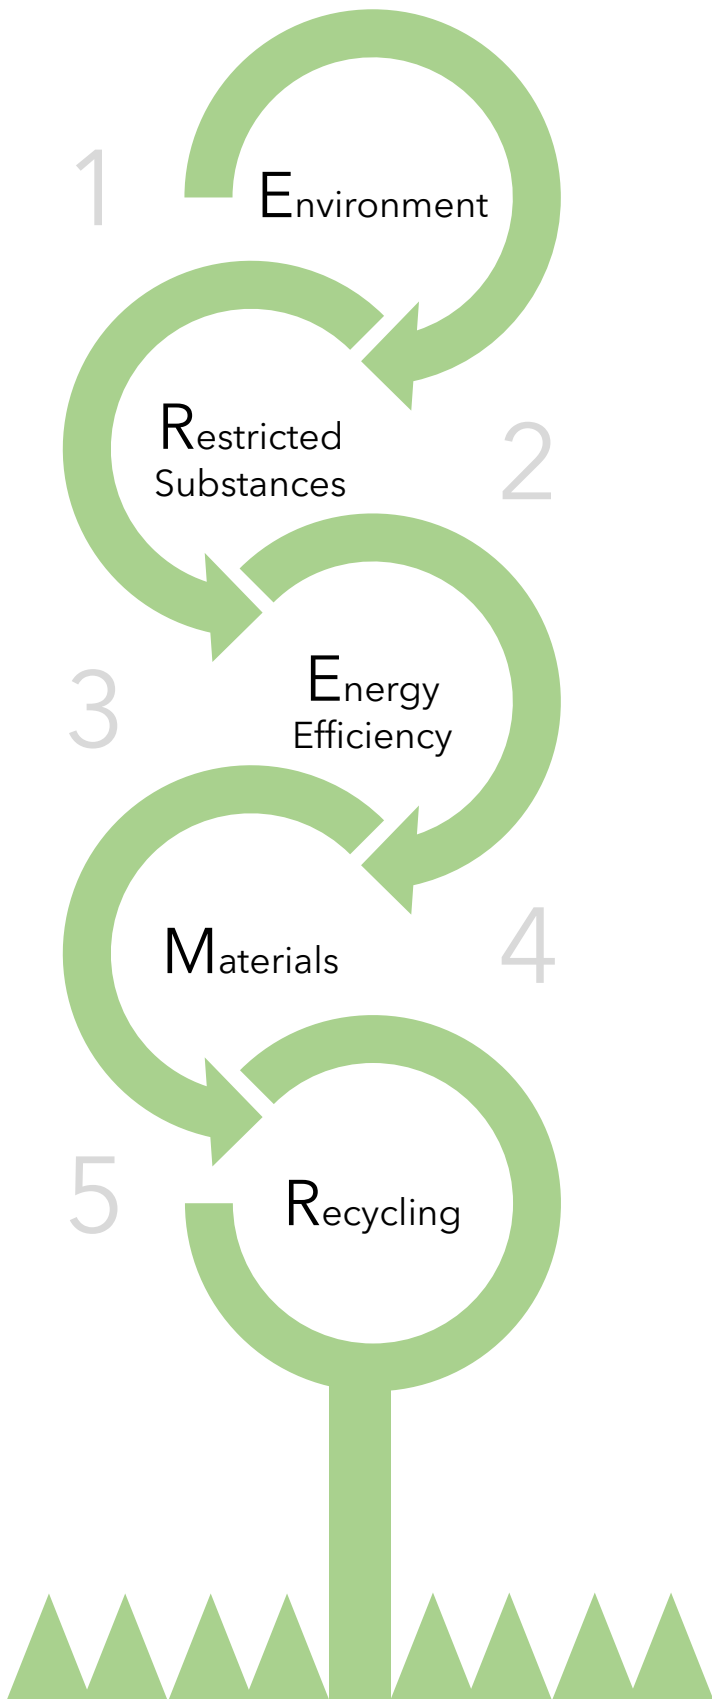 1
Environment
Restricted
Substances
2
3
Energy
Efficiency
Materials
4
5
Recycling